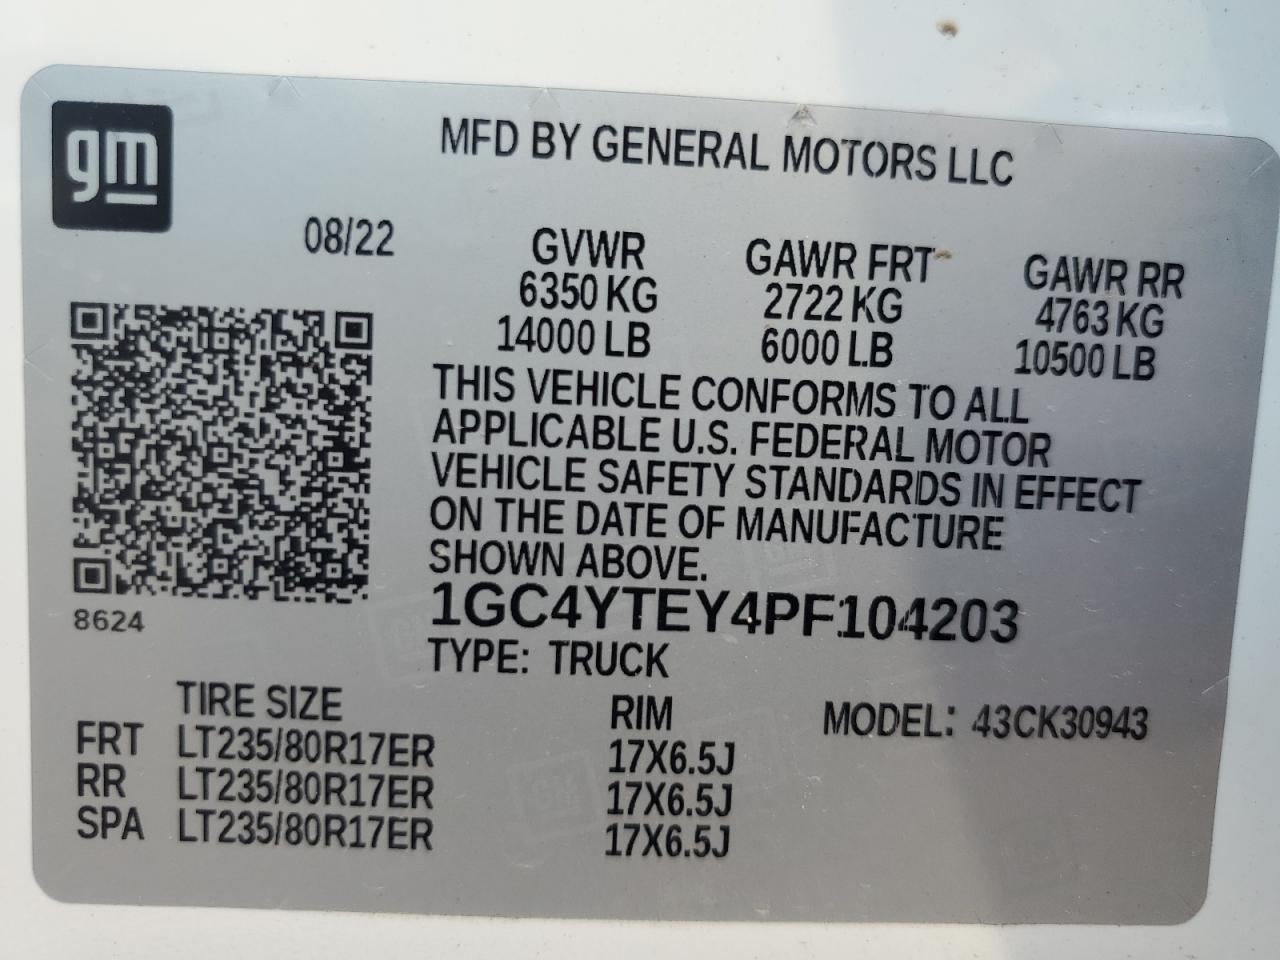 gm
MFD BY GENERAL MOTORS LLC
08/22
GVWR GAWR FRT GAWR RR
6350 KG 2722 KG 4763 KG
14000 LB 6000 LB 10500 LB
THIS VEHICLE CONFORMS TO ALL
APPLICABLE U.S. FEDERAL MOTOR
VEHICLE SAFETY STANDARDS IN EFFECT
ON THE DATE OF MANUFACTURE
SHOWN ABOVE.
1GC4YTEY4PF104203
8624
TYPE: TRUCK
TIRE SIZE RIM MODEL: 43CK30943
FRT LT235/80R17ER 17X6.5J
RR LT235/80R17ER 17X6.5J
SPA LT235/80R17ER 17X6.5J
GM